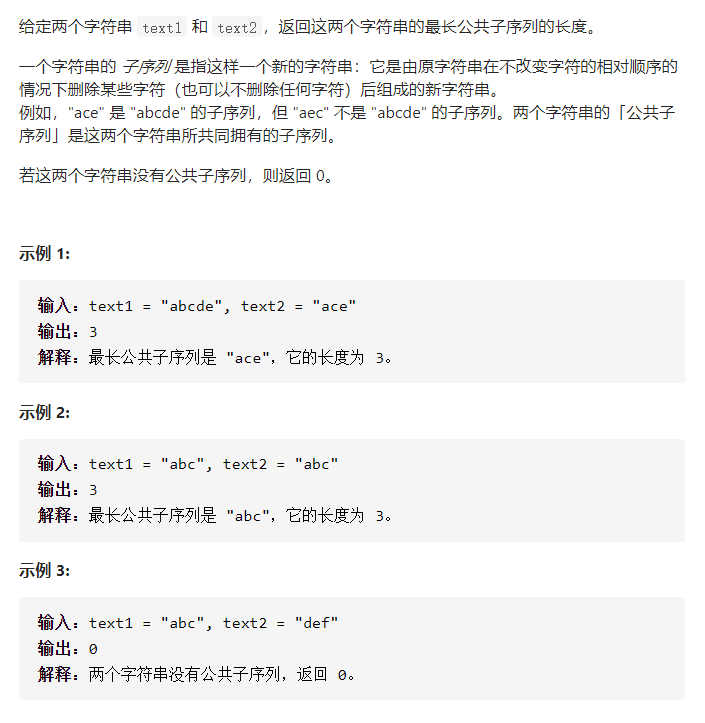 给定两个字符串 text1 和 text2，返回这两个字符串的最长公共子序列的长度。
一个字符串的 子序列 是指这样一个新的字符串：它是由原字符串在不改变字符的相对顺序的
情况下删除某些字符（也可以不删除任何字符）后组成的新字符串。
例如，"ace" 是 "abcde" 的子序列，但 "aec" 不是 "abcde" 的子序列。两个字符串的「公共子
序列」是这两个字符串所共同拥有的子序列。
若这两个字符串没有公共子序列，则返回 0。
示例 1:
输入：text1 = "abcde", text2 = "ace"
输出：3
解释：最长公共子序列是 "ace"，它的长度为 3。
示例 2:
输入：text1 = "abc", text2 = "abc"
输出：3
解释：最长公共子序列是 "abc"，它的长度为 3。
示例 3:
输入：text1 = "abc", text2 = "def"
输出：0
解释：两个字符串没有公共子序列，返回 0。